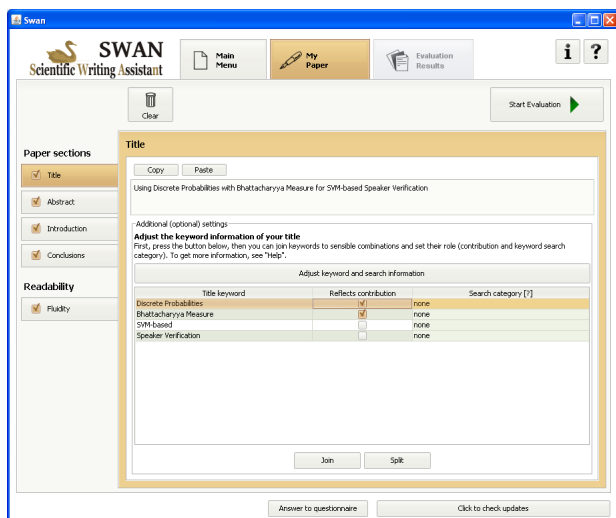 Swan
SWAN
Scientific Writing Assistant
Main
Menu
My
Paper
Evaluation
Results
i ?
Clear
Start Evaluation
Paper sections
Title
Abstract
Introduction
Conclusions
Readability
Fluidity
Title
Copy Paste
Using Discrete Probabilities with Bhattacharyya Measure for SVM-based Speaker Verification
Additional (optional) settings
Adjust the keyword information of your title
First, press the button below, then you can join keywords to sensible combinations and set their role (contribution and keyword search
category). To get more information, see "Help".
Adjust keyword and search information
Title keyword Reflects contribution Search category [?]
Discrete Probabilities none
Bhattacharyya Measure none
SVM-based none
Speaker Verification none
Join Split
Answer to questionnaire Click to check updates